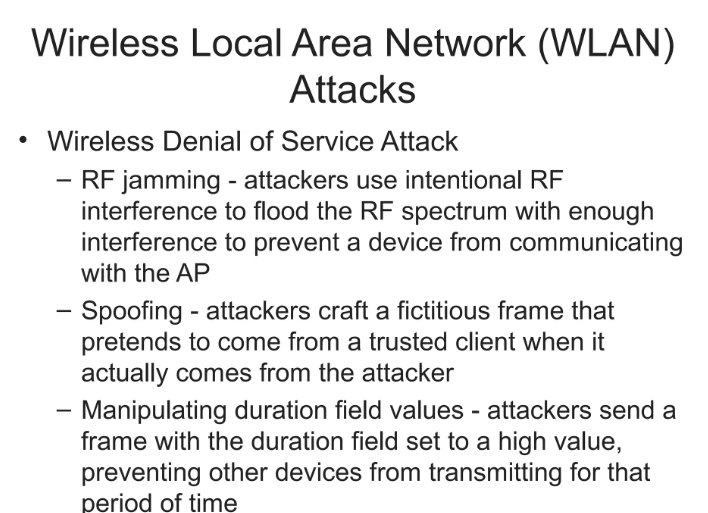 Wireless Local Area Network (WLAN)
Attacks
• Wireless Denial of Service Attack
– RF jamming - attackers use intentional RF
interference to flood the RF spectrum with enough
interference to prevent a device from communicating
with the AP
– Spoofing - attackers craft a fictitious frame that
pretends to come from a trusted client when it
actually comes from the attacker
– Manipulating duration field values - attackers send a
frame with the duration field set to a high value,
preventing other devices from transmitting for that
period of time